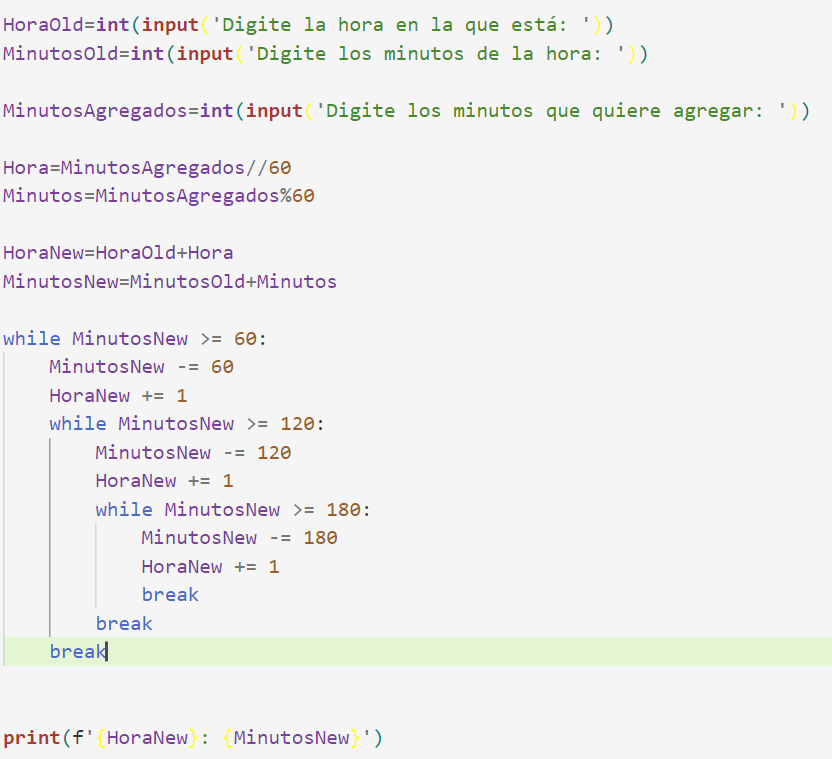 HoraOld=int(input('Digite la hora en la que está: '))
MinutosOld=int(input('Digite los minutos de la hora: '))
MinutosAgregados=int(input('Digite los minutos que quiere agregar: '))
Hora=MinutosAgregados//60
Minutos=MinutosAgregados%60
HoraNew=HoraOld+Hora
MinutosNew=MinutosOld+Minutos
while MinutosNew >= 60:
    MinutosNew -= 60
    HoraNew += 1
    while MinutosNew >= 120:
        MinutosNew -= 120
        HoraNew += 1
        while MinutosNew >= 180:
            MinutosNew -= 180
            HoraNew += 1
            break
        break
    break
print(f'{HoraNew}: {MinutosNew}')